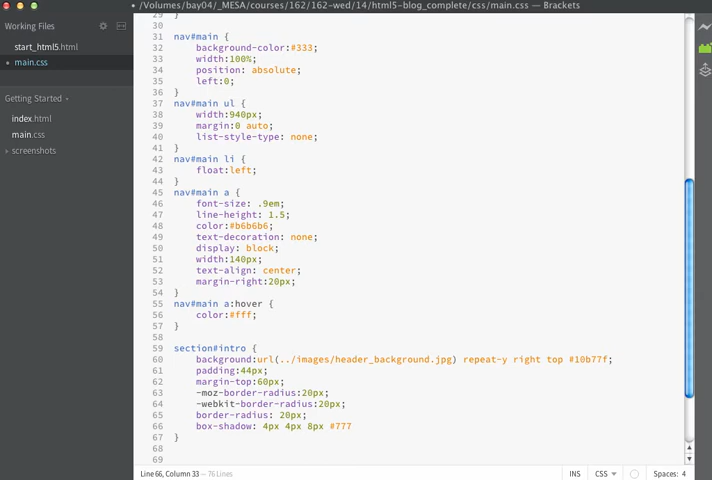 /Volumes/bay04/_MESA/courses/162/162-wed/14/html5-blog_complete/css/main.css — Brackets
Working Files
start_html5.html
main.css
Getting Started
index.html
main.css
screenshots
29 }
30
31 nav#main {
32 background-color:#333;
33 width:100%;
34 position: absolute;
35 left:0;
36 }
37 nav#main ul {
38 width:940px;
39 margin:0 auto;
40 list-style-type: none;
41 }
42 nav#main li {
43 float:left;
44 }
45 nav#main a {
46 font-size: .9em;
47 line-height: 1.5;
48 color:#b6b6b6;
49 text-decoration: none;
50 display: block;
51 width:140px;
52 text-align: center;
53 margin-right:20px;
54 }
55 nav#main a:hover {
56 color:#fff;
57 }
58
59 section#intro {
60 background:url(../images/header_background.jpg) repeat-y right top #10b77f;
61 padding:44px;
62 margin-top:60px;
63 -moz-border-radius:20px;
64 -webkit-border-radius:20px;
65 border-radius: 20px;
66 box-shadow: 4px 4px 8px #777
67 }
68
69
Line 66, Column 33 — 76 Lines
INS
CSS
Spaces: 4